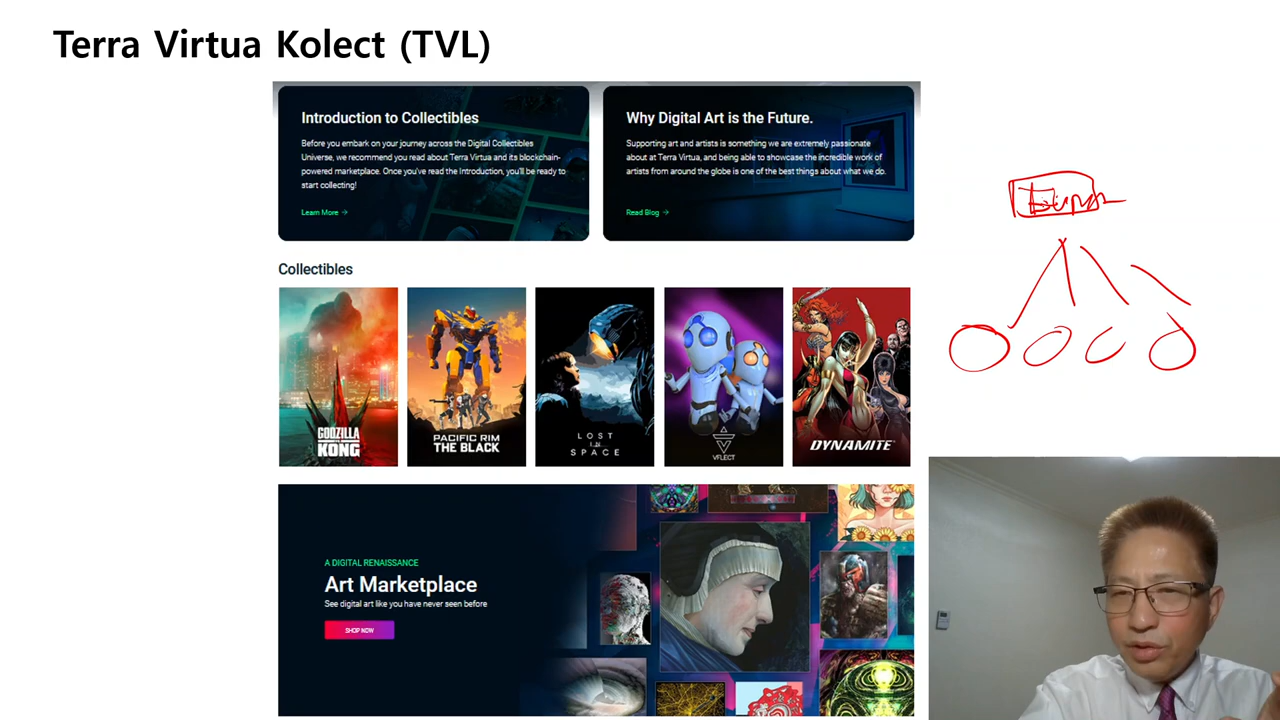 Terra Virtua Kolect (TVL)
Introduction to Collectibles
Before you embark on your journey across the Digital Collectibles
Universe, we recommend you read about Terra Virtua and its blockchain-
powered marketplace. Once you've read the Introduction, you'll be ready to
start collecting!
Learn More →
Why Digital Art is the Future.
Supporting art and artists is something we are extremely passionate
about at Terra Virtua, and being able to showcase the incredible work of
artists from around the globe is one of the best things about what we do.
Read Blog →
Collectibles
GODZILLA
KONG
PACIFIC RIM
THE BLACK
LOST
IN
SPACE
VFLECT
DYNAMITE
A DIGITAL RENAISSANCE
Art Marketplace
See digital art like you have never seen before
SHOP NOW